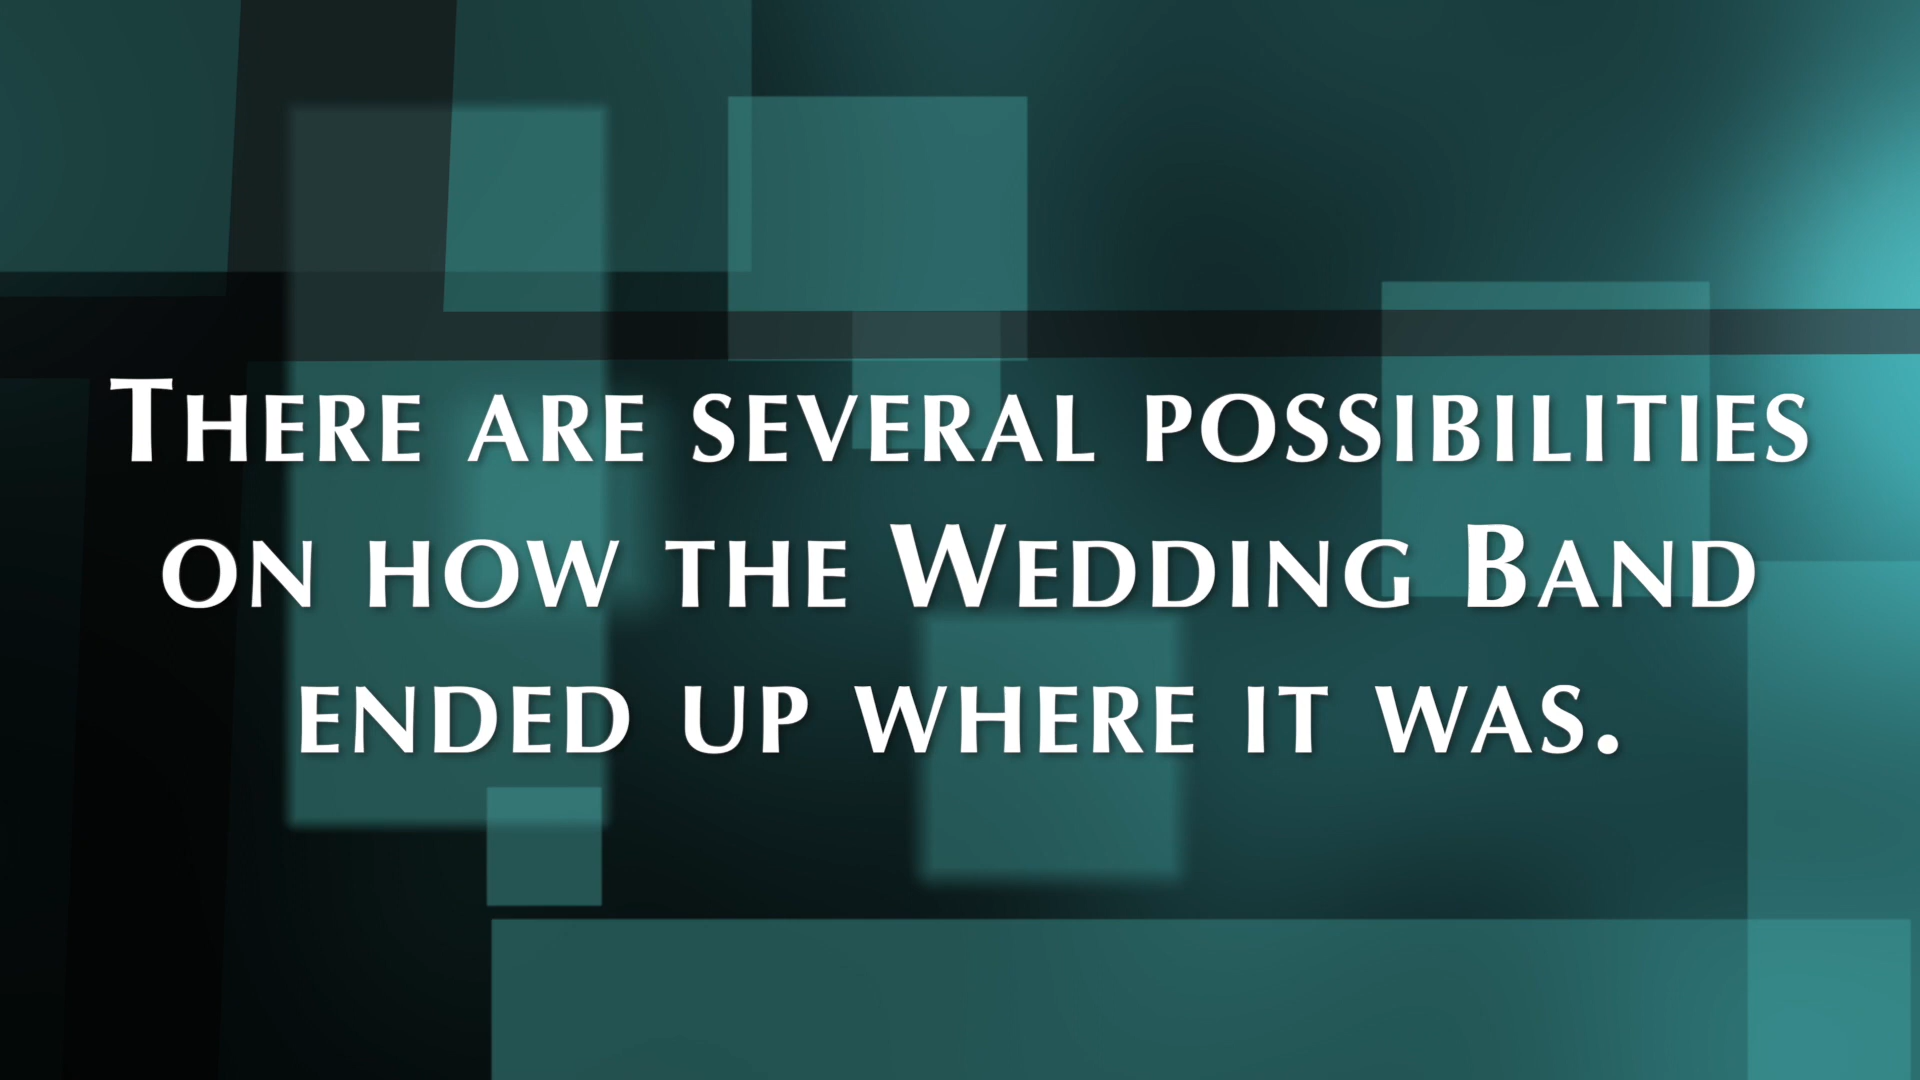 There are several possibilities
on how the Wedding Band
ended up where it was.